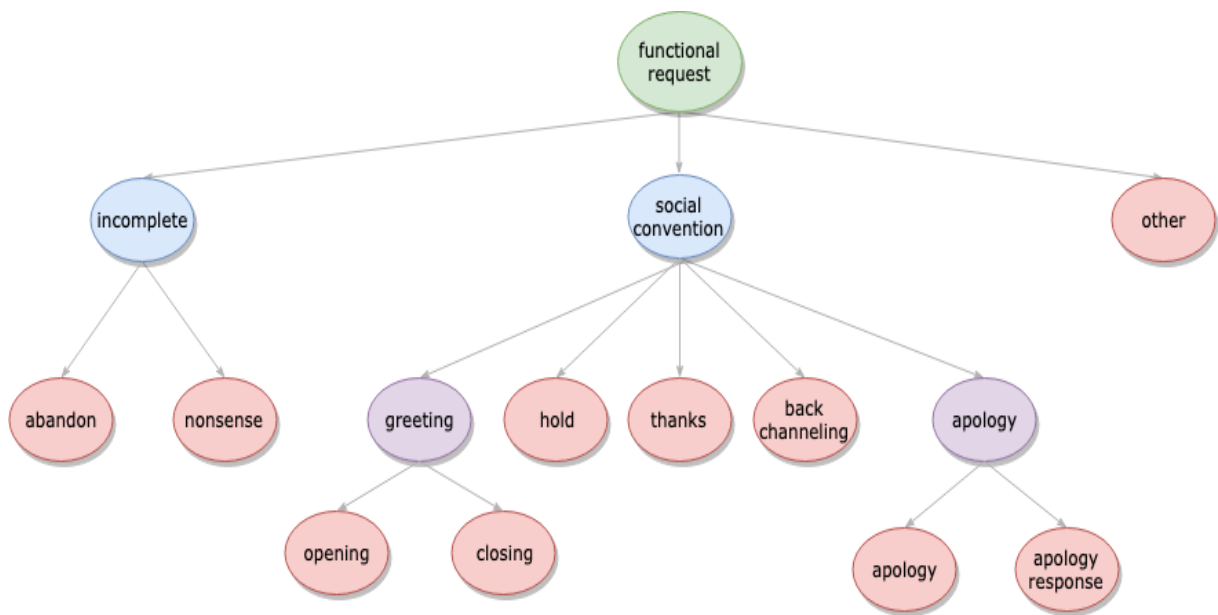 functional
request
incomplete
social
convention
other
abandon
nonsense
greeting
hold
thanks
back
channeling
apology
opening
closing
apology
apology
response